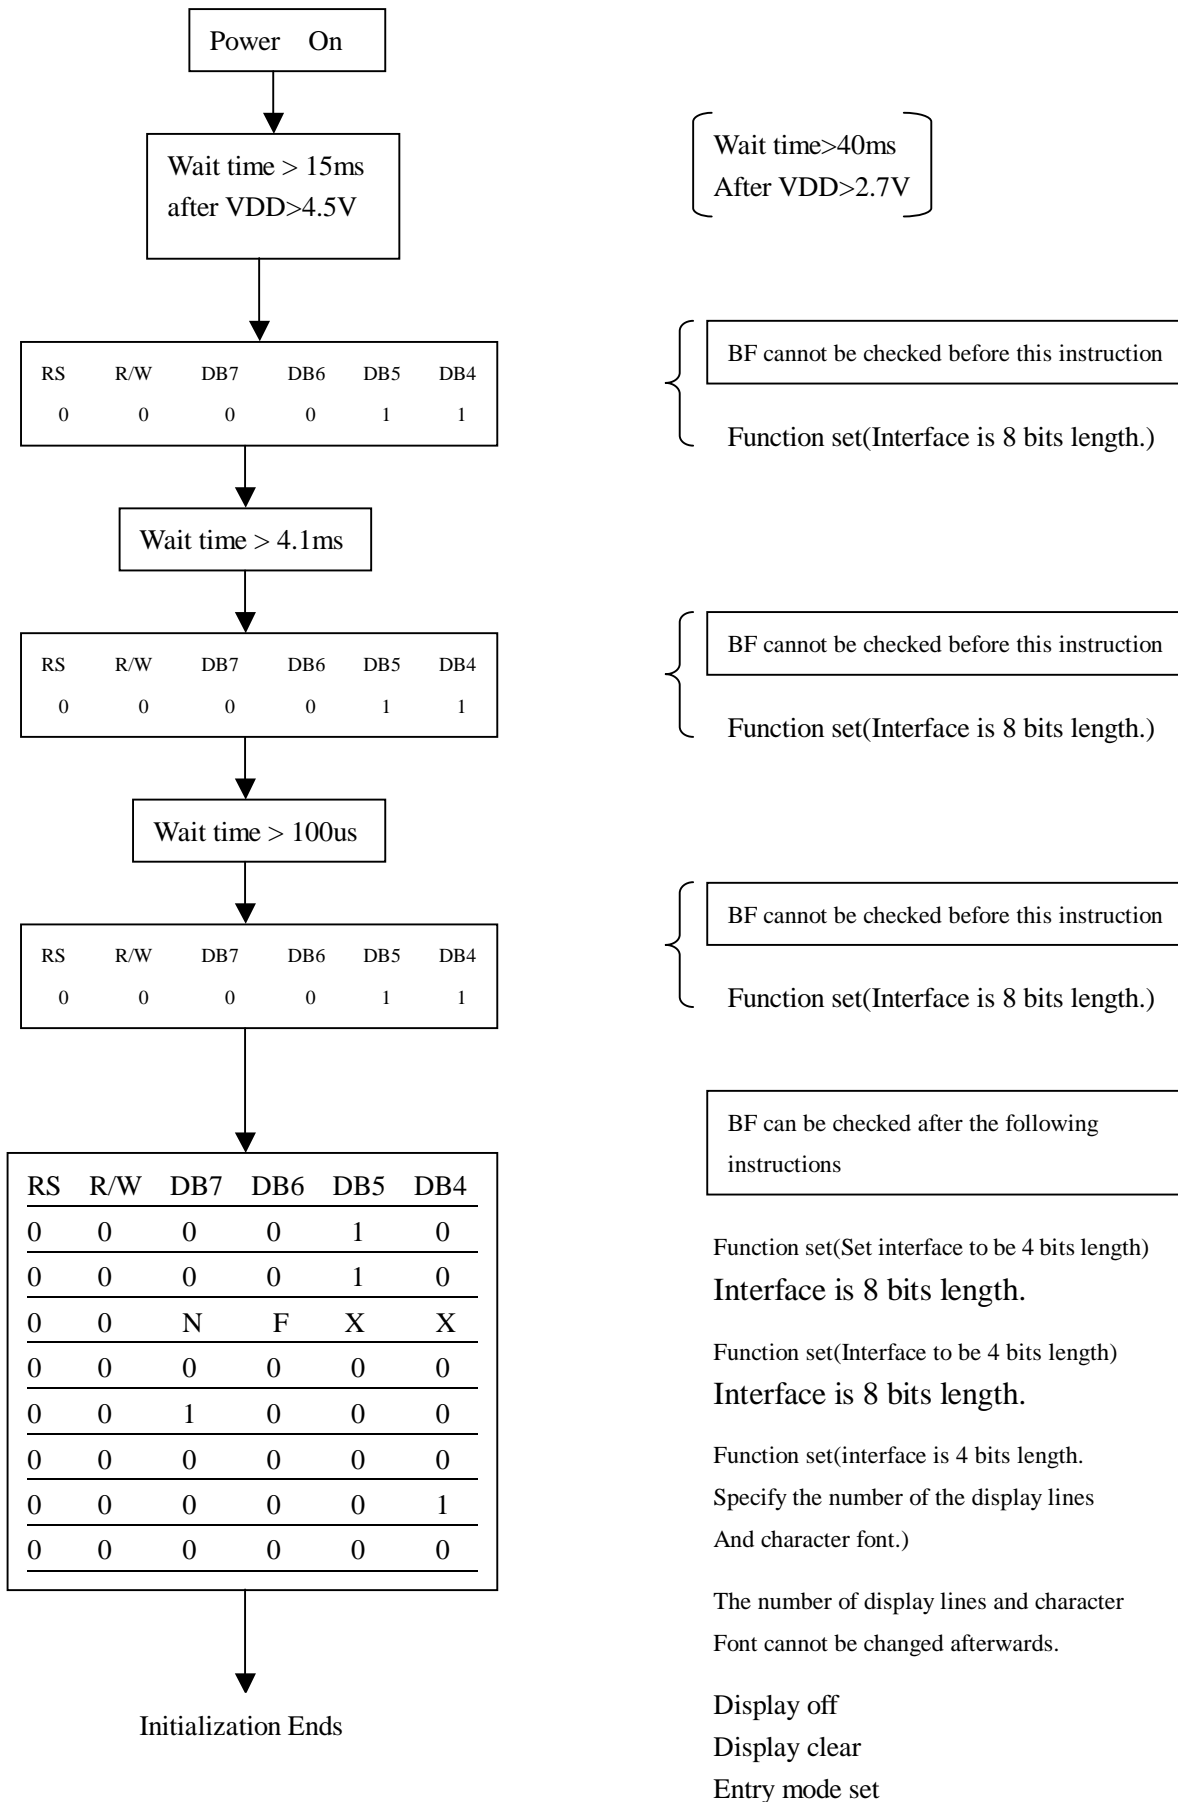 Power On
Wait time > 15ms
after VDD>4.5V
Wait time>40ms
After VDD>2.7V
RS R/W DB7 DB6 DB5 DB4
0 0 0 0 1 1
BF cannot be checked before this instruction
Function set(Interface is 8 bits length.)
Wait time > 4.1ms
RS R/W DB7 DB6 DB5 DB4
0 0 0 0 1 1
BF cannot be checked before this instruction
Function set(Interface is 8 bits length.)
Wait time > 100us
RS R/W DB7 DB6 DB5 DB4
0 0 0 0 1 1
BF cannot be checked before this instruction
Function set(Interface is 8 bits length.)
RS R/W DB7 DB6 DB5 DB4
0 0 0 0 1 0
0 0 0 0 1 0
0 0 N F X X
0 0 0 0 0 0
0 0 1 0 0 0
0 0 0 0 0 0
0 0 0 0 0 1
0 0 0 0 0 0
Initialization Ends
BF can be checked after the following
instructions
Function set(Set interface to be 4 bits length)
Interface is 8 bits length.
Function set(Interface to be 4 bits length)
Interface is 8 bits length.
Function set(interface is 4 bits length.
Specify the number of the display lines
And character font.)
The number of display lines and character
Font cannot be changed afterwards.
Display off
Display clear
Entry mode set